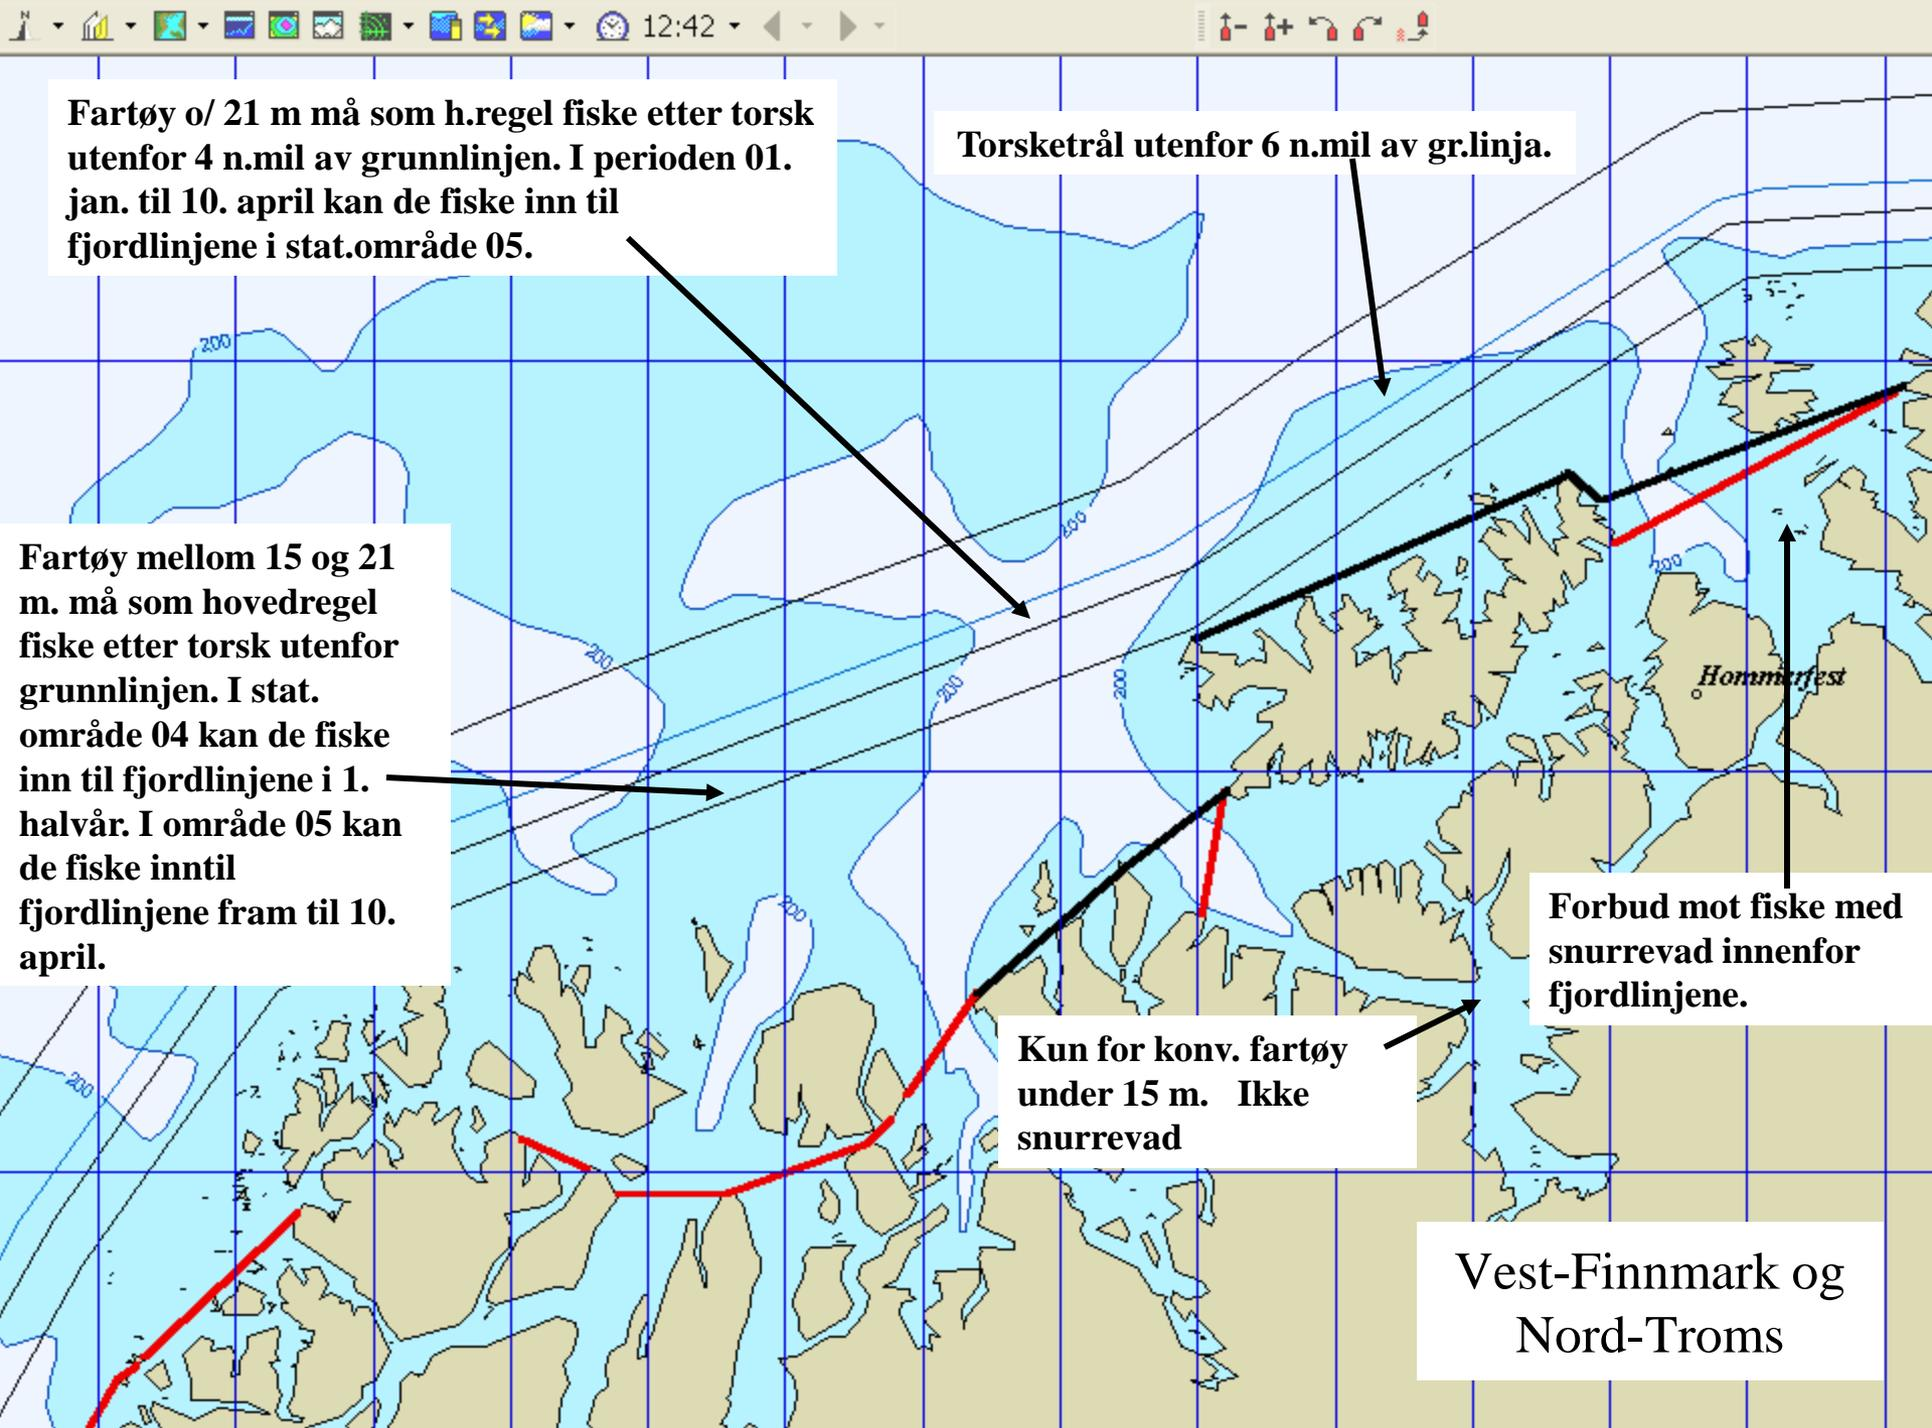 12:42
Fartøy o/ 21 m må som h.regel fiske etter torsk
utenfor 4 n.mil av grunnlinjen. I perioden 01.
jan. til 10. april kan de fiske inn til
fjordlinjene i stat.område 05.
Torsketrål utenfor 6 n.mil av gr.linja.
200
200
Fartøy mellom 15 og 21
m. må som hovedregel
fiske etter torsk utenfor
grunnlinjen. I stat.
område 04 kan de fiske
inn til fjordlinjene i 1.
halvår. I område 05 kan
de fiske inntil
fjordlinjene fram til 10.
april.
200
200
200
200
Hommerfest
200
200
Forbud mot fiske med
snurrevad innenfor
fjordlinjene.
Kun for konv. fartøy
under 15 m. Ikke
snurrevad
Vest-Finnmark og
Nord-Troms